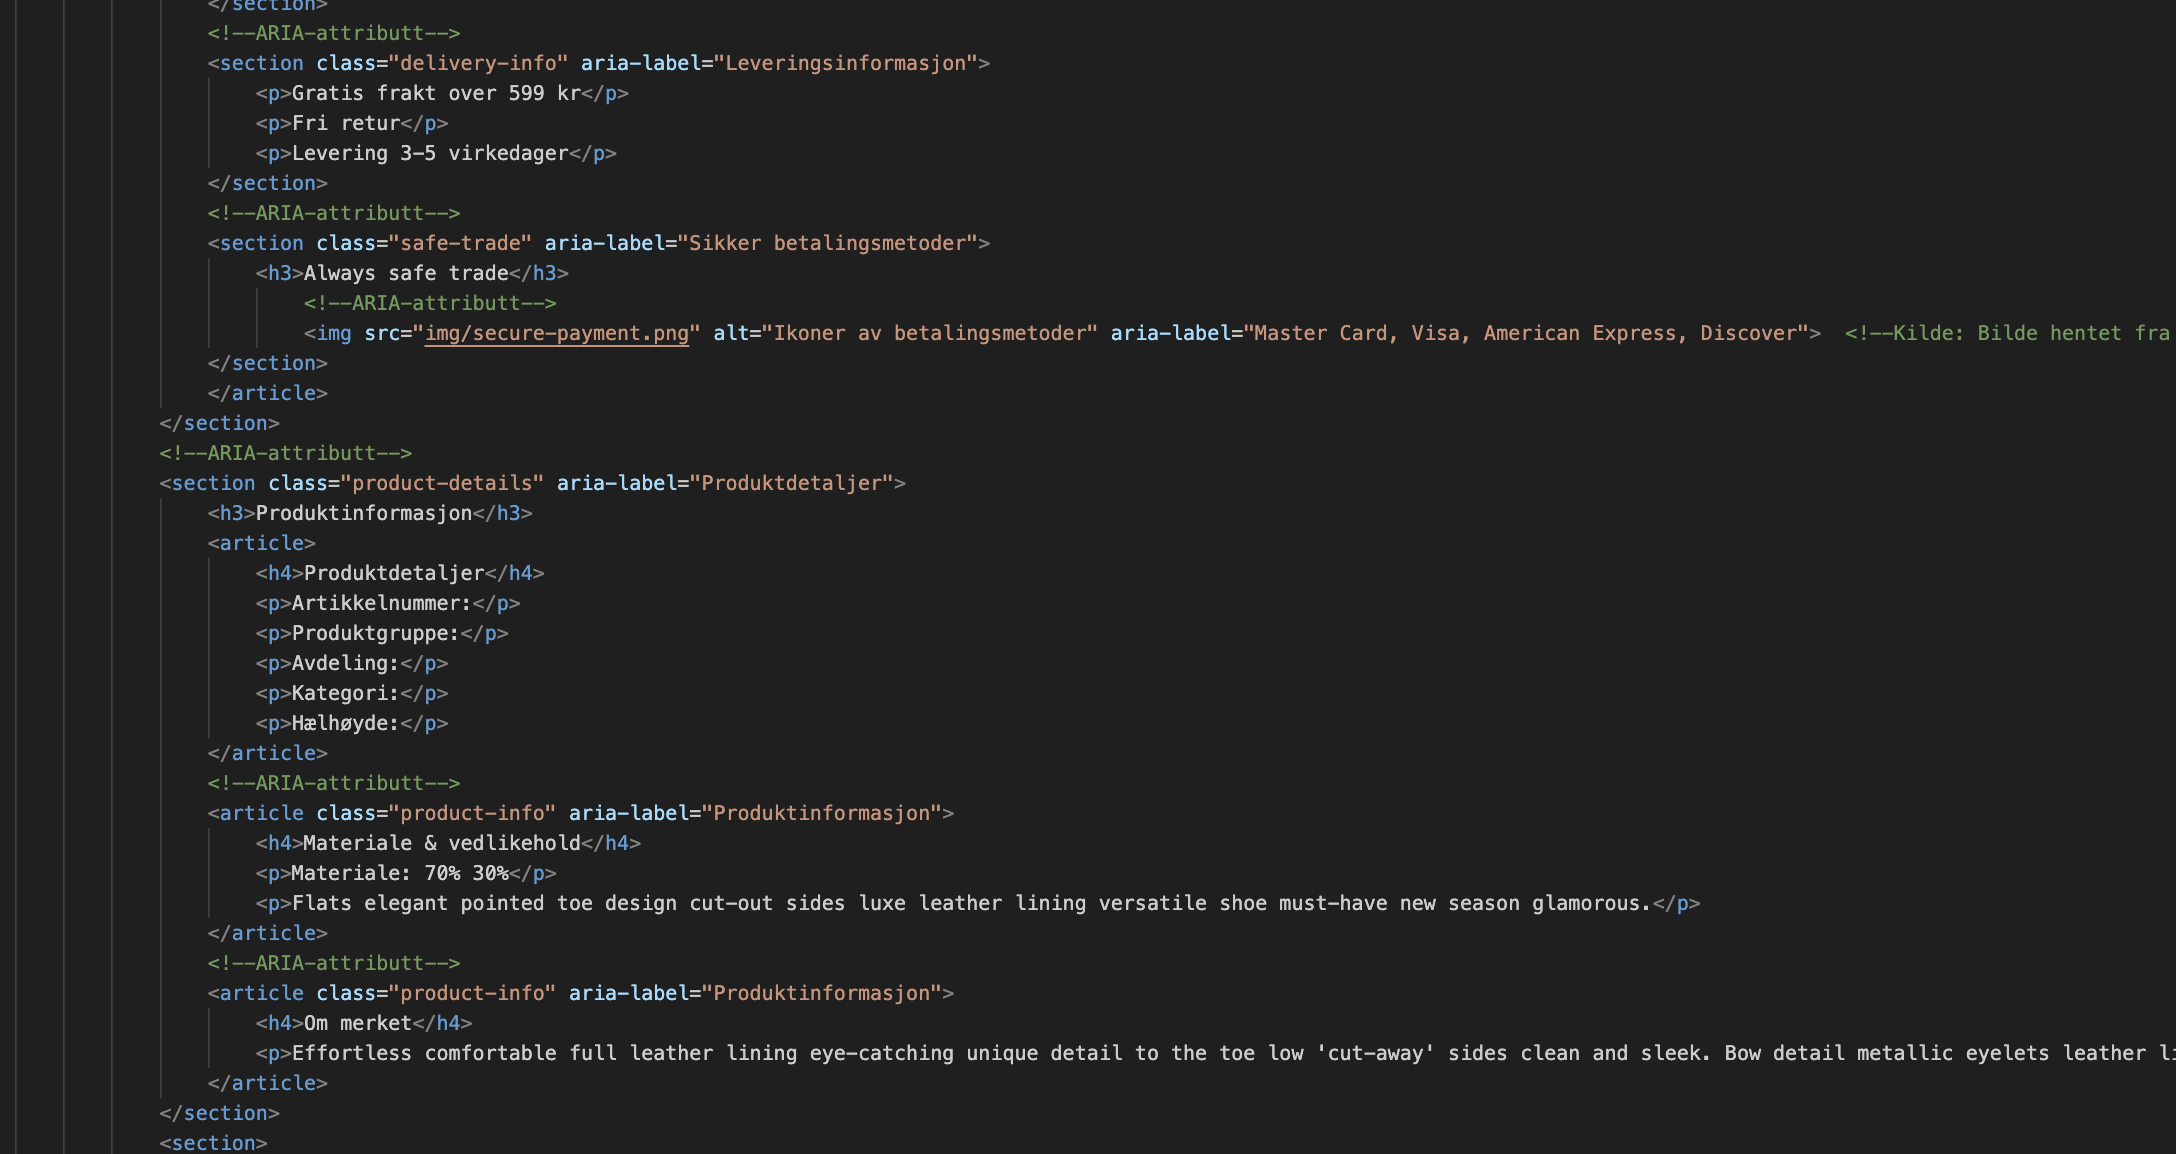 </section>
<!--ARIA-attributt-->
<section class="delivery-info" aria-label="Leveringsinformasjon">
<p>Gratis frakt over 599 kr</p>
<p>Fri retur</p>
<p>Levering 3-5 virkedager</p>
</section>
<!--ARIA-attributt-->
<section class="safe-trade" aria-label="Sikker betalingsmetoder">
<h3>Always safe trade</h3>
<!--ARIA-attributt-->
<img src="img/secure-payment.png" alt="Ikoner av betalingsmetoder" aria-label="Master Card, Visa, American Express, Discover">  <!--Kilde: Bilde hentet fra
</section>
</article>
</section>
<!--ARIA-attributt-->
<section class="product-details" aria-label="Produktdetaljer">
<h3>Produktinformasjon</h3>
<article>
<h4>Produktdetaljer</h4>
<p>Artikkelnummer:</p>
<p>Produktgruppe:</p>
<p>Avdeling:</p>
<p>Kategori:</p>
<p>Hælhøyde:</p>
</article>
<!--ARIA-attributt-->
<article class="product-info" aria-label="Produktinformasjon">
<h4>Materiale & vedlikehold</h4>
<p>Materiale: 70% 30%</p>
<p>Flats elegant pointed toe design cut-out sides luxe leather lining versatile shoe must-have new season glamorous.</p>
</article>
<!--ARIA-attributt-->
<article class="product-info" aria-label="Produktinformasjon">
<h4>Om merket</h4>
<p>Effortless comfortable full leather lining eye-catching unique detail to the toe low 'cut-away' sides clean and sleek. Bow detail metallic eyelets leather li
</article>
</section>
<section>